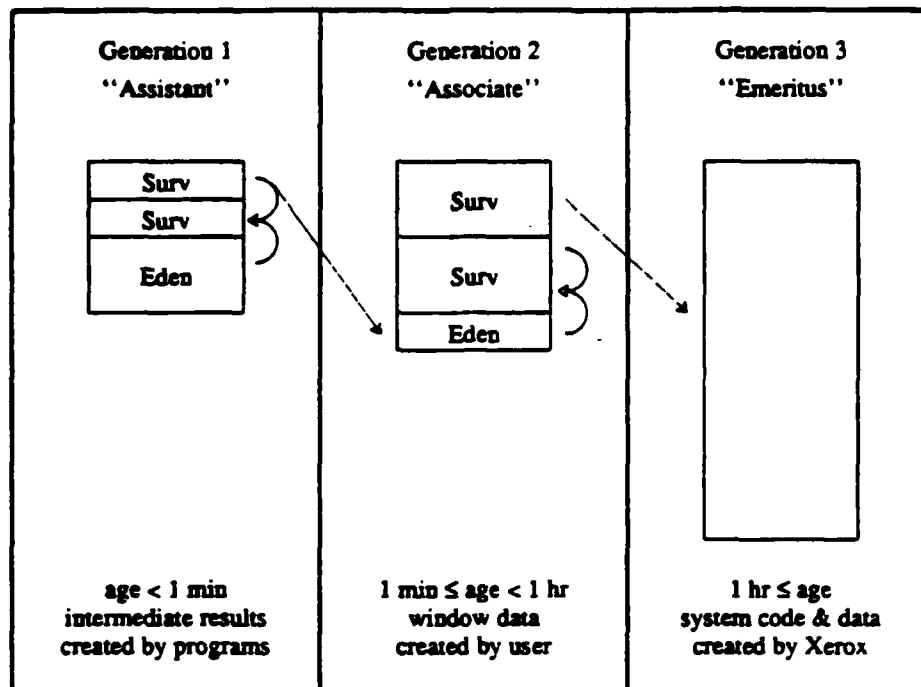 Generation 1
“Assistant”
Surv
Surv
Eden
age < 1 min
intermediate results
created by programs
Generation 2
“Associate”
Surv
Surv
Eden
1 min ≤ age < 1 hr
window data
created by user
Generation 3
“Emeritus”
1 hr ≤ age
system code & data
created by Xerox